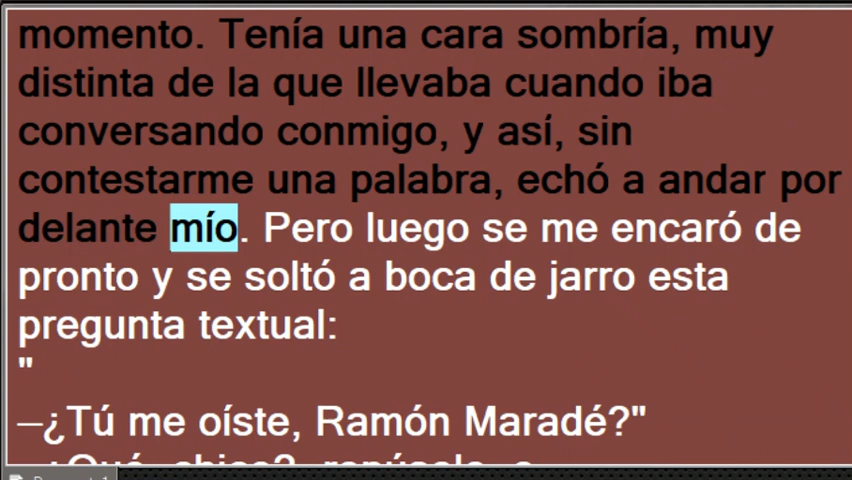 momento. Tenía una cara sombría, muy
distinta de la que llevaba cuando iba
conversando conmigo, y así, sin
contestarme una palabra, echó a andar por
delante mío. Pero luego se me encaró de
pronto y se soltó a boca de jarro esta
pregunta textual:
"
—¿Tú me oíste, Ramón Maradé?"